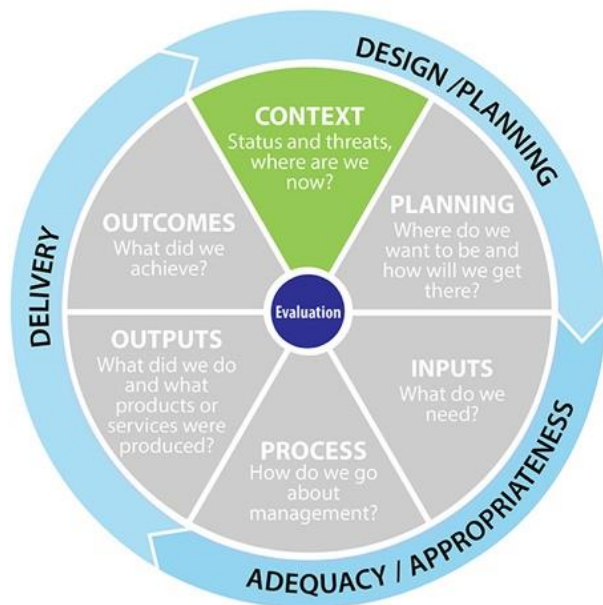 DESIGN /PLANNING
CONTEXT
Status and threats,
where are we
now?
PLANNING
Where do we
want to be and
how will we get
there?
INPUTS
What do we
need?
ADEQUACY / APPROPRIATENESS
PROCESS
How do we go
about
management?
OUTPUTS
What did we do
and what
products or
services were
produced?
OUTCOMES
What did we
achieve?
DELIVERY
Evaluation